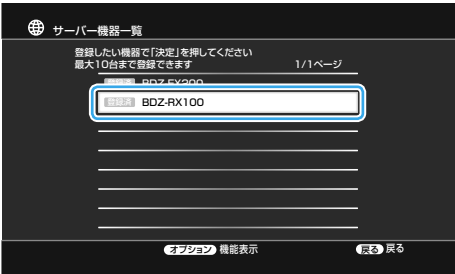 サーバー機器一覧
登録したい機器で「決定」を押してください
最大10台まで登録できます 1/1ページ
登録済 BDZ-EX200
登録済 BDZ-RX100
オプション 機能表示 戻る 戻る